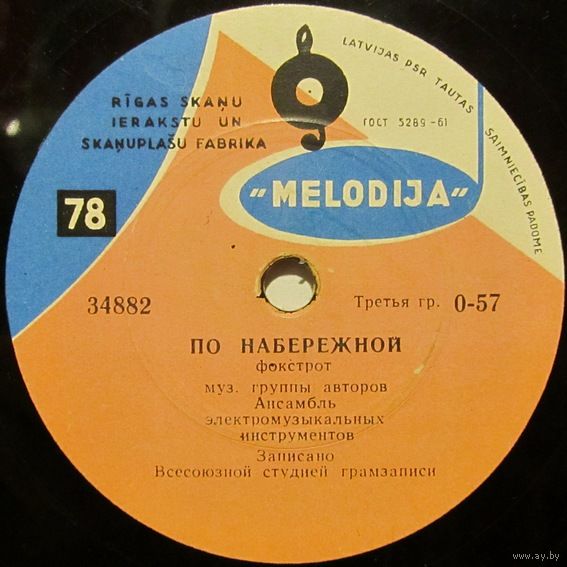 RĪGAS SKAŅU
IERAKSTU UN
SKAŅUPLAŠU FABRIKA
LATVIJAS PSR TAUTAS
SAIMNIECĪBAS PADOME
ГОСТ 5289-61
"MELODIJA"
78
34882
Третья гр. 0-57
ПО НАБЕРЕЖНОЙ
фокстрот
муз. группы авторов
Ансамбль
электромузыкальных
инструментов
Записано
Всесоюзной студией грамзаписи
www.ay.by